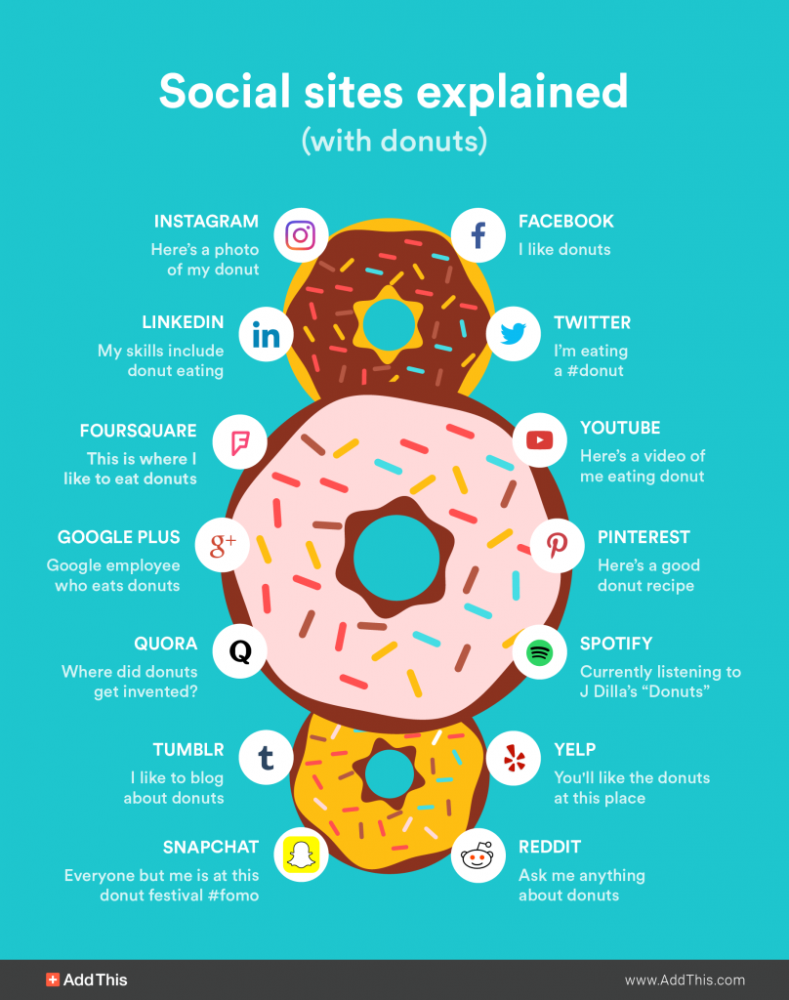 Social sites explained
(with donuts)
INSTAGRAM
Here's a photo
of my donut
FACEBOOK
I like donuts
LINKEDIN
My skills include
donut eating
TWITTER
I'm eating
a #donut
FOURSQUARE
This is where I
like to eat donuts
YOUTUBE
Here's a video of
me eating donut
GOOGLE PLUS
Google employee
who eats donuts
PINTEREST
Here's a good
donut recipe
QUORA
Where did donuts
get invented?
SPOTIFY
Currently listening to
J Dilla's “Donuts”
TUMBLR
I like to blog
about donuts
YELP
You'll like the donuts
at this place
SNAPCHAT
Everyone but me is at this
donut festival #fomo
REDDIT
Ask me anything
about donuts
AddThis
www.AddThis.com